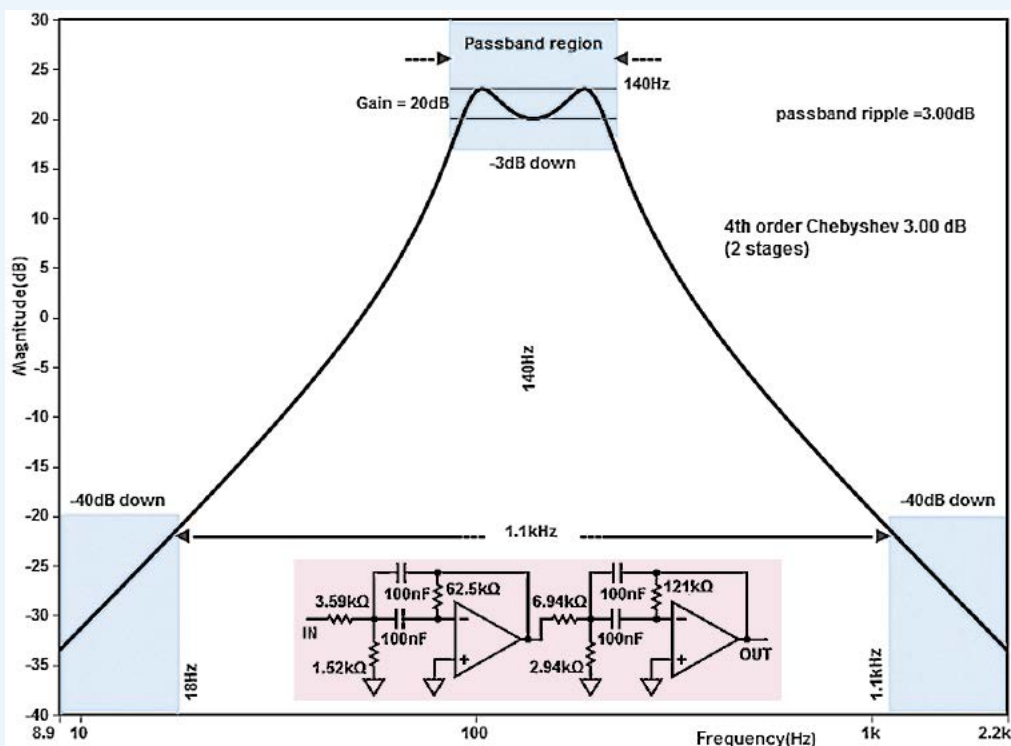 30
25
20
15
10
5
0
-5
-10
-15
-20
-25
-30
-35
-40
Magnitude(dB)
Passband region
140Hz
Gain = 20dB
passband ripple =3.00dB
-3dB down
4th order Chebyshev 3.00 dB
(2 stages)
140Hz
-40dB down
-40dB down
1.1kHz
18Hz
1.1kHz
IN
3.59kΩ
1.52kΩ
100nF
100nF
62.5kΩ
6.94kΩ
2.94kΩ
100nF
100nF
121kΩ
OUT
8.9 10
100
1k
2.2k
Frequency(Hz)